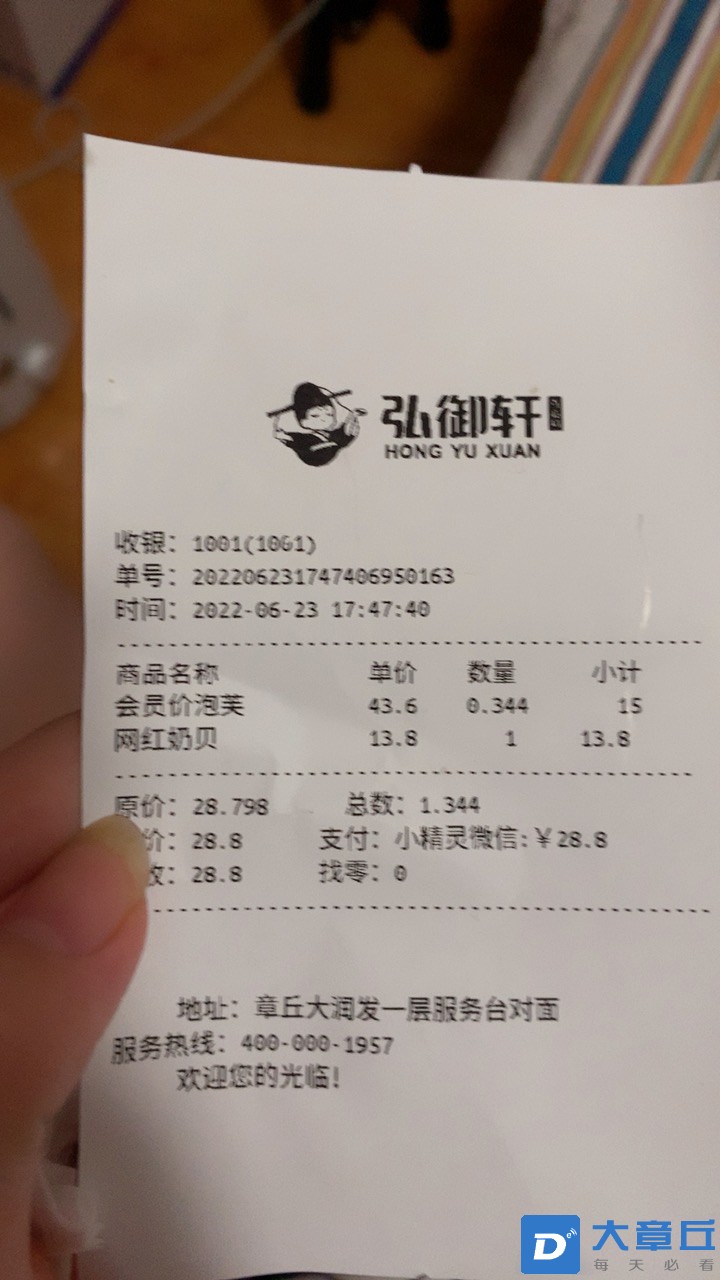 弘御轩
HONG YU XUAN
收银：1001(1001)
单号：202206231747406950163
时间：2022-06-23 17:47:40
商品名称 单价 数量 小计
会员价泡芙 43.6 0.344 15
网红奶贝 13.8 1 13.8
原价：28.798 总数：1.344
价：28.8 支付：小精灵微信:￥28.8
收：28.8 找零：0
地址：章丘大润发一层服务台对面
服务热线：400-000-1957
欢迎您的光临!
D 大章丘
每天必看